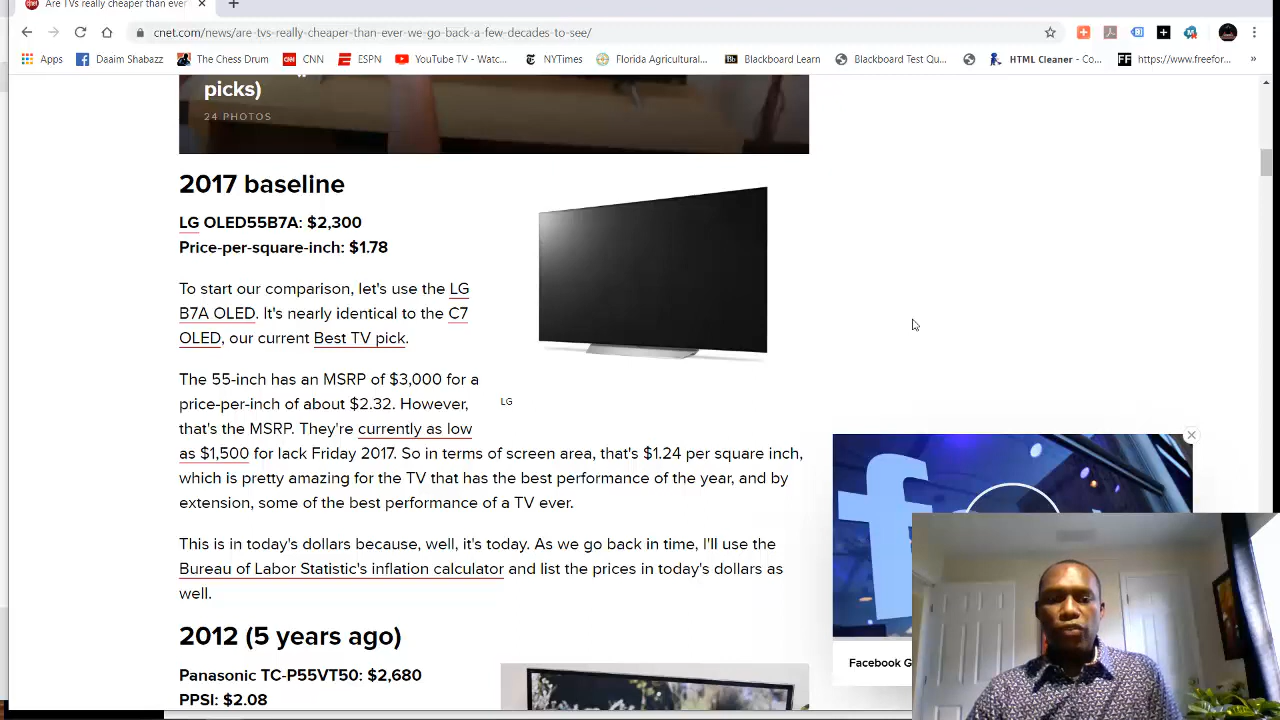 Are TVs really cheaper than ever
cnet.com/news/are-tvs-really-cheaper-than-ever-we-go-back-a-few-decades-to-see/
Apps
Daaim Shabazz
The Chess Drum
CNN
ESPN
YouTube TV - Watc...
NYTimes
Florida Agricultural...
Blackboard Learn
Blackboard Test Qu...
HTML Cleaner - Co...
https://www.freefor...
picks)
24 PHOTOS
2017 baseline
LG OLED55B7A: $2,300
Price-per-square-inch: $1.78
To start our comparison, let's use the LG
B7A OLED. It's nearly identical to the C7
OLED, our current Best TV pick.
The 55-inch has an MSRP of $3,000 for a
price-per-inch of about $2.32. However,
that's the MSRP. They're currently as low
as $1,500 for lack Friday 2017. So in terms of screen area, that's $1.24 per square inch,
which is pretty amazing for the TV that has the best performance of the year, and by
extension, some of the best performance of a TV ever.
LG
This is in today's dollars because, well, it's today. As we go back in time, I'll use the
Bureau of Labor Statistic's inflation calculator and list the prices in today's dollars as
well.
2012 (5 years ago)
Panasonic TC-P55VT50: $2,680
PPSI: $2.08
Facebook G